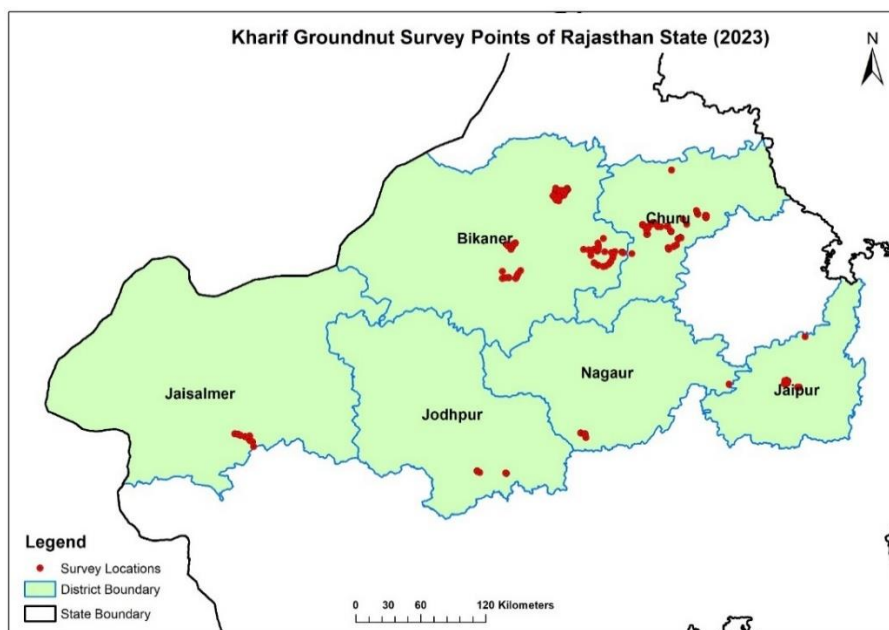 Kharif Groundnut Survey Points of Rajasthan State (2023)
N
Churu
Bikaner
Nagaur
Jaisalmer
Jodhpur
Jaipur
Legend
Survey Locations
District Boundary
State Boundary
0 30 60 120 Kilometers